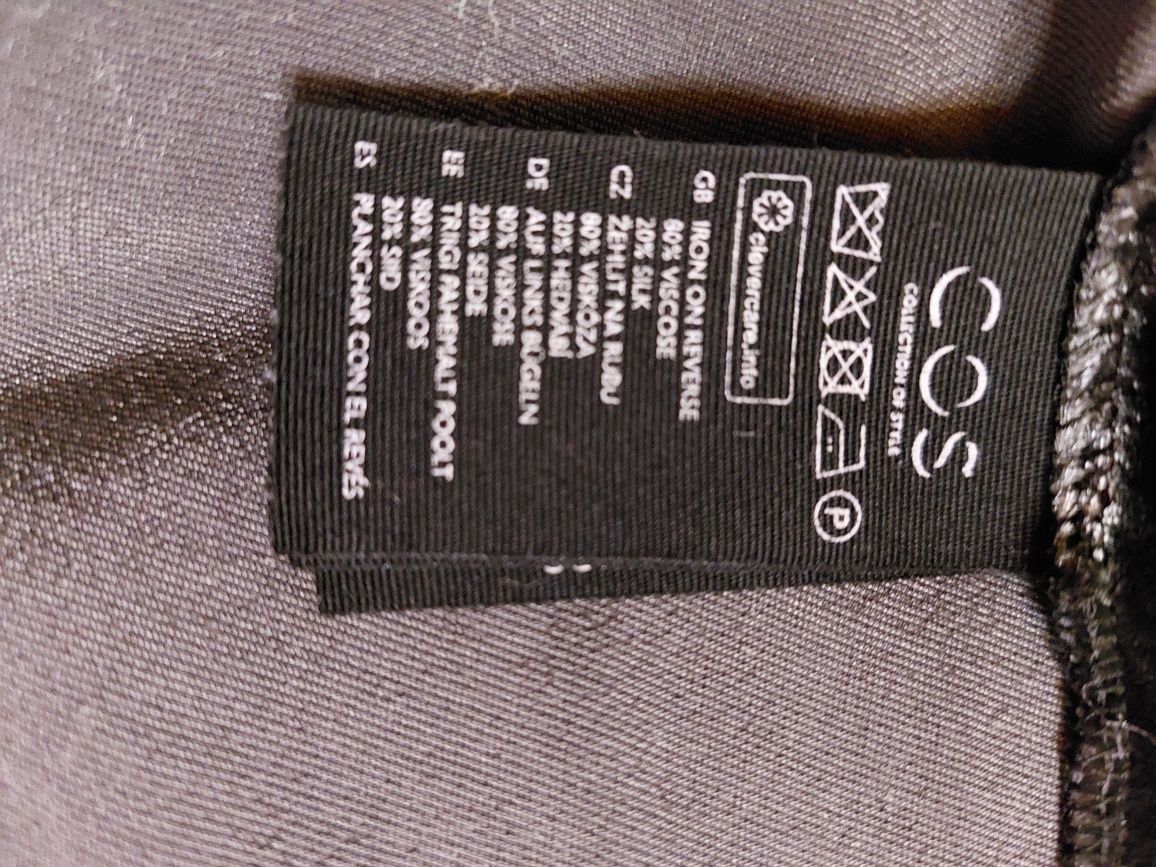 COS
COLLECTION OF STYLE
P
clevercare.info
GB IRON ON REVERSE
80% VISCOSE
20% SILK
CZ ŽEHLIT NA RUBU
80% VISKÓZA
20% HEDVÁBÍ
DE AUF LINKS BÜGELN
80% VISKOSE
20% SEIDE
EE TRIIGI PAHEMALT POOLT
80% VISKOOS
20% SIID
ES PLANCHAR CON EL REVÉS